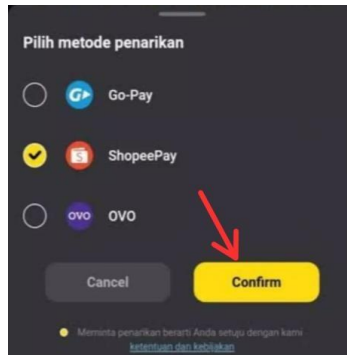 Pilih metode penarikan
Go-Pay
ShopeePay
OVO OVO
Cancel Confirm
Meminta penarikan berarti Anda setuju dengan kami
ketentuan dan kebijakan